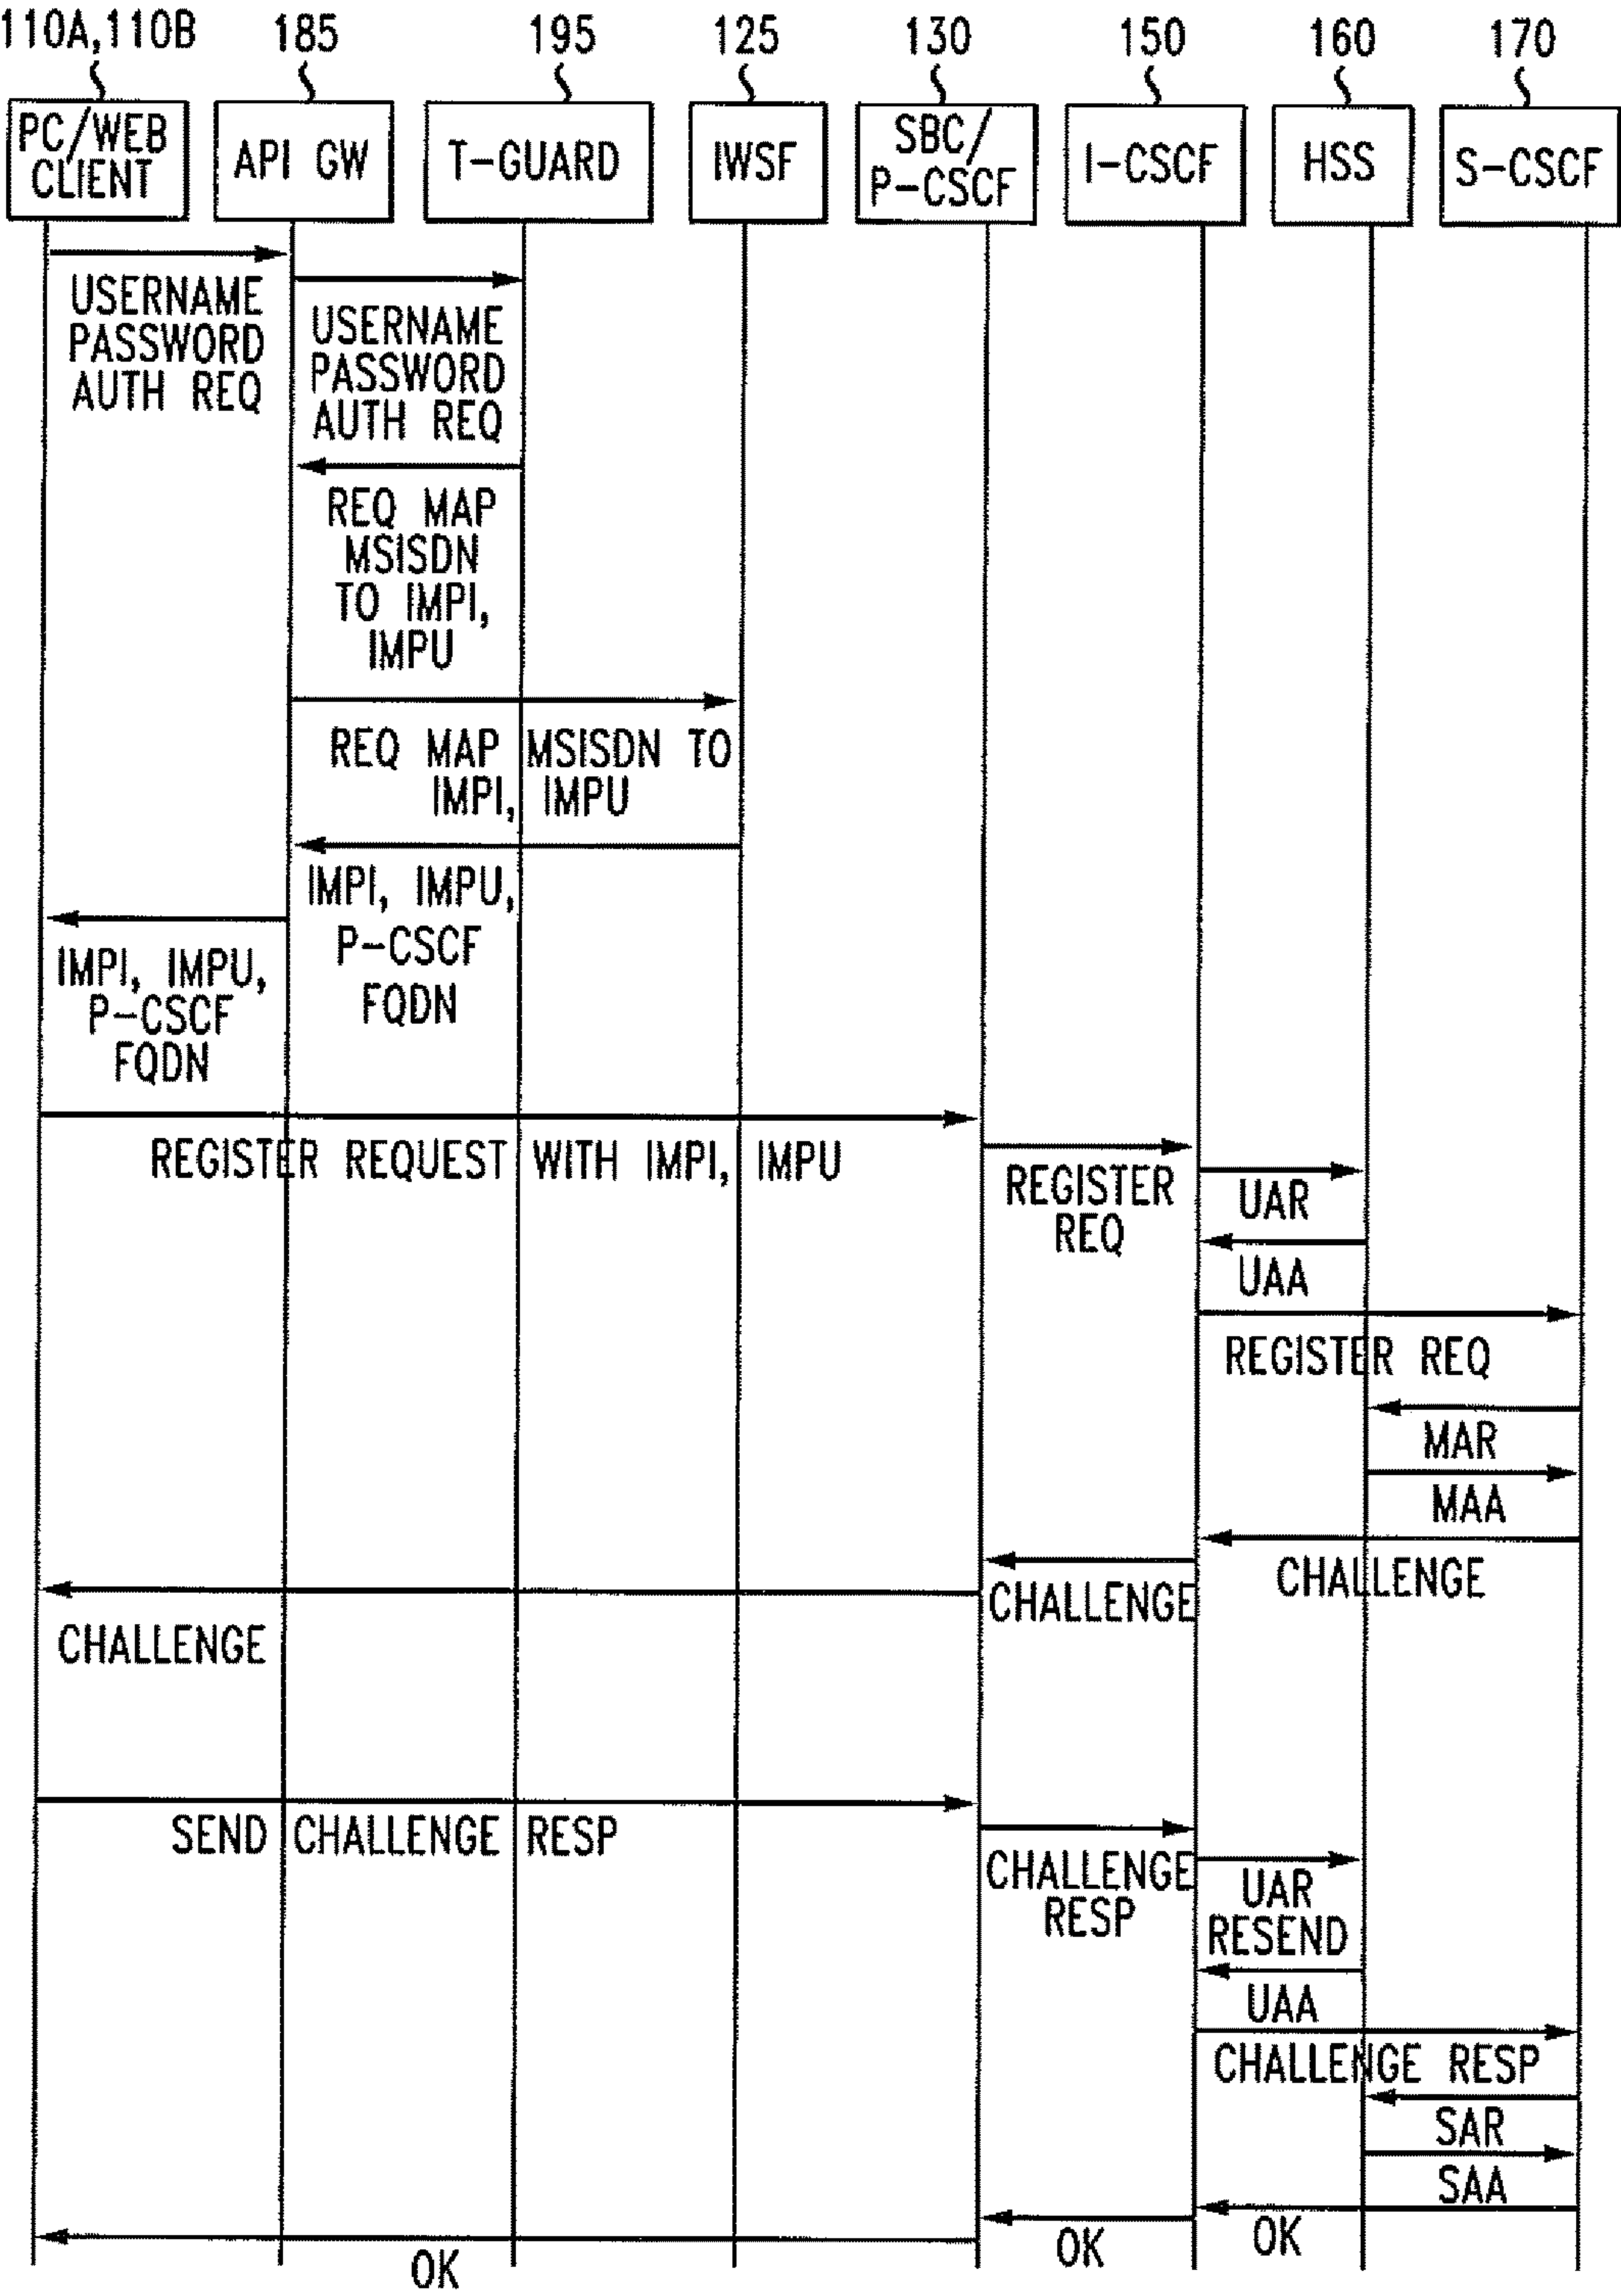 110A,110B
185
195
125
130
150
160
170
PC/WEB
CLIENT
API GW
T-GUARD
IWSF
SBC/
P-CSCF
I-CSCF
HSS
S-CSCF
USERNAME
PASSWORD
AUTH REQ
USERNAME
PASSWORD
AUTH REQ
REQ MAP
MSISDN
TO IMPI,
IMPU
REQ MAP MSISDN TO
IMPI, IMPU
IMPI, IMPU,
P-CSCF
FQDN
IMPI, IMPU,
P-CSCF
FQDN
REGISTER REQUEST WITH IMPI, IMPU
REGISTER
REQ
UAR
UAA
REGISTER REQ
MAR
MAA
CHALLENGE
CHALLENGE
CHALLENGE
SEND CHALLENGE RESP
CHALLENGE
RESP
UAR
RESEND
UAA
CHALLENGE RESP
SAR
SAA
OK
OK
OK